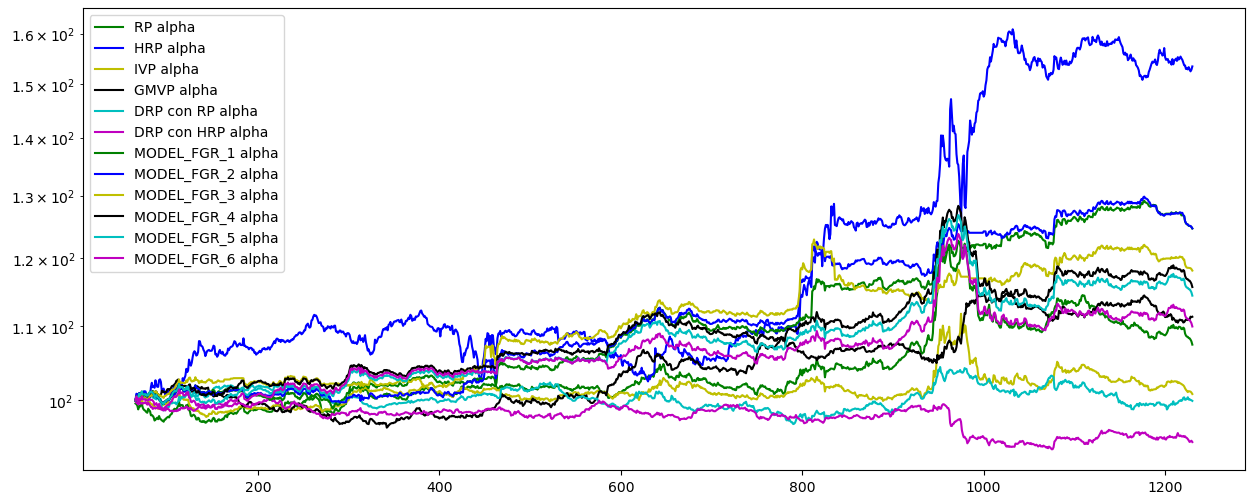 1.6 × 10²
1.5 × 10²
1.4 × 10²
1.3 × 10²
1.2 × 10²
1.1 × 10²
10²
RP alpha
HRP alpha
IVP alpha
GMVP alpha
DRP con RP alpha
DRP con HRP alpha
MODEL_FGR_1 alpha
MODEL_FGR_2 alpha
MODEL_FGR_3 alpha
MODEL_FGR_4 alpha
MODEL_FGR_5 alpha
MODEL_FGR_6 alpha
200 400 600 800 1000 1200